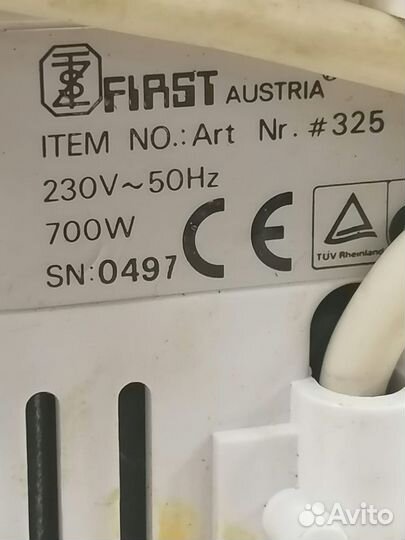 FIRST AUSTRIA®
ITEM NO.: Art Nr. #325
230V~50Hz
700W
SN:0497 CE
TÜV Rheinland
Avito